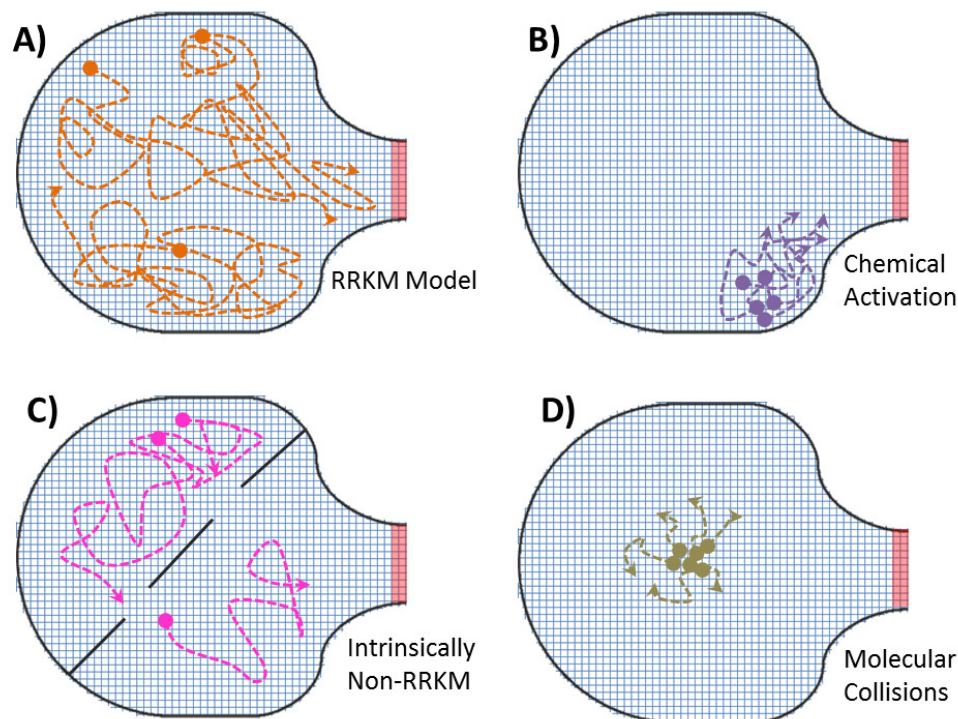 A)
RRKM Model
B)
Chemical
Activation
C)
Intrinsically
Non-RRKM
D)
Molecular
Collisions